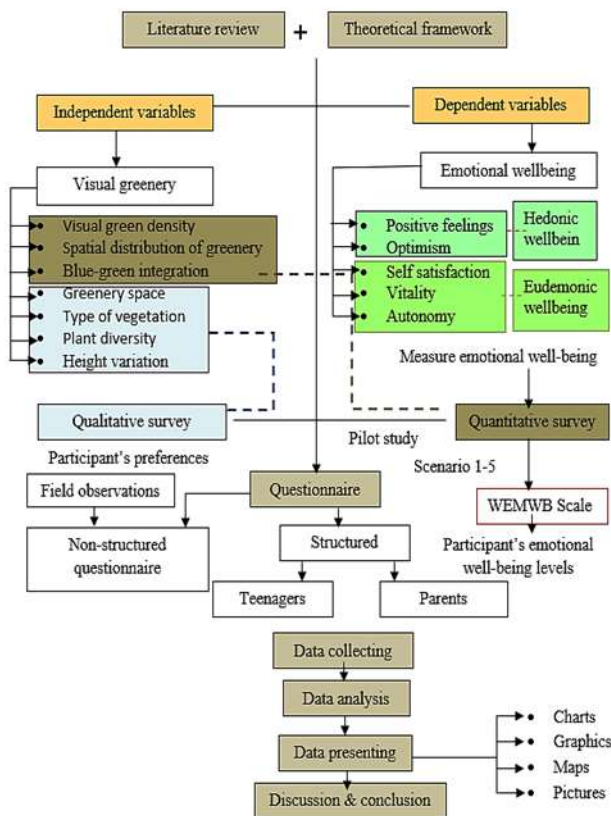 Literature review + Theoretical framework
Independent variables
Dependent variables
Visual greenery
Emotional wellbeing
• Visual green density
• Spatial distribution of greenery
• Blue-green integration
• Greenery space
• Type of vegetation
• Plant diversity
• Height variation
• Positive feelings
• Optimism
Hedonic
wellbein
• Self satisfaction
• Vitality
• Autonomy
Eudemonic
wellbeing
Measure emotional well-being
Qualitative survey
Pilot study
Quantitative survey
Participant's preferences
Scenario 1-5
Field observations
Questionnaire
WEMWB Scale
Non-structured
questionnaire
Structured
Participant's emotional
well-being levels
Teenagers
Parents
Data collecting
Data analysis
Data presenting
• Charts
• Graphics
• Maps
• Pictures
Discussion & conclusion